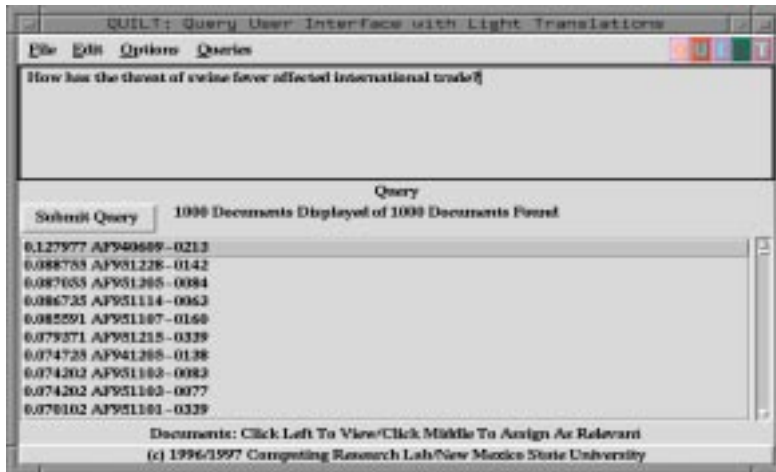 QUILT: Query User Interface with Light Translations
File Edit Options Queries
Q U I L T
How has the threat of swine fever affected international trade?
Query
Submit Query 1000 Documents Displayed of 1000 Documents Found
0.127977 AF940609-0213
0.088755 AF951228-0142
0.087055 AF951205-0084
0.086725 AF951114-0063
0.085591 AF951107-0160
0.079371 AF951215-0339
0.074725 AF941205-0138
0.074202 AF951103-0083
0.074202 AF951103-0077
0.070102 AF951101-0339
Documents: Click Left To View/Click Middle To Assign As Relevant
(c) 1996/1997 Computing Research Lab/New Mexico State University